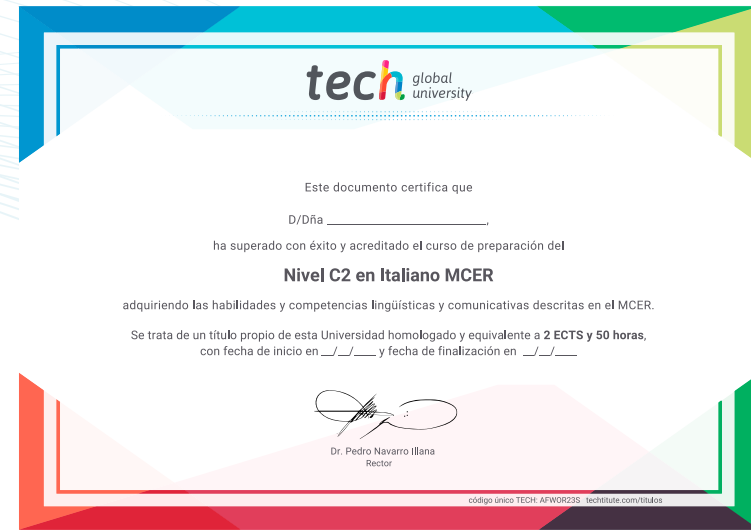 tech global university
Este documento certifica que
D/Dña ______________________,
ha superado con éxito y acreditado el curso de preparación del
Nivel C2 en Italiano MCER
adquiriendo las habilidades y competencias lingüísticas y comunicativas descritas en el MCER.
Se trata de un título propio de esta Universidad homologado y equivalente a 2 ECTS y 50 horas,
con fecha de inicio en __/__/____ y fecha de finalización en __/__/____
Dr. Pedro Navarro Illana
Rector
código único TECH: AFWOR23S techtitute.com/titulos